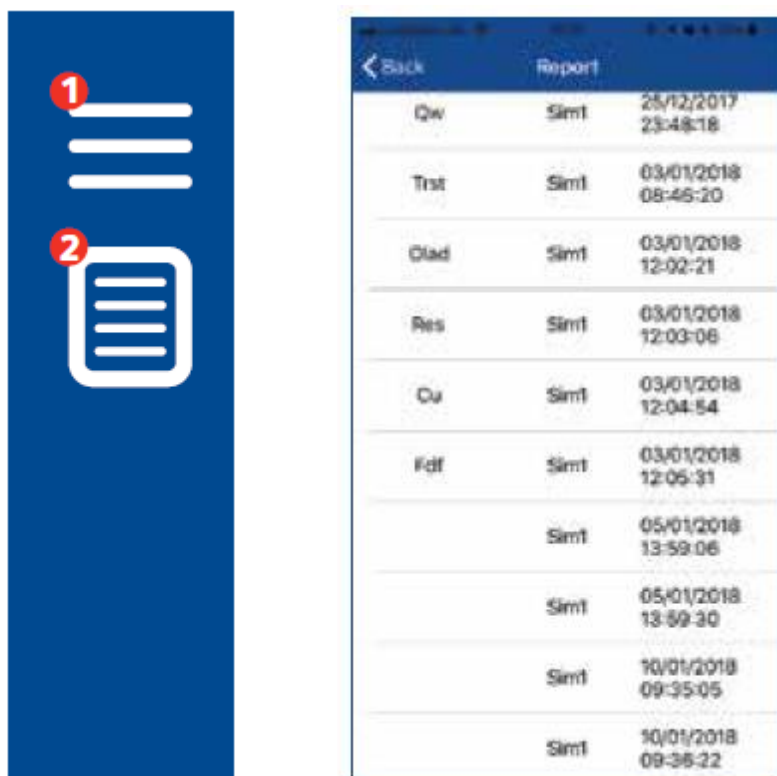 1
2
Back Report
Qw Sim1 25/12/2017
23:48:18
Trst Sim1 03/01/2018
08:46:20
Olad Sim1 03/01/2018
12:02:21
Res Sim1 03/01/2018
12:03:06
Cu Sim1 03/01/2018
12:04:54
Fdf Sim1 03/01/2018
12:05:31
Sim1 05/01/2018
13:59:06
Sim1 05/01/2018
13:59:30
Sim1 10/01/2018
09:35:05
Sim1 10/01/2018
09:36:22